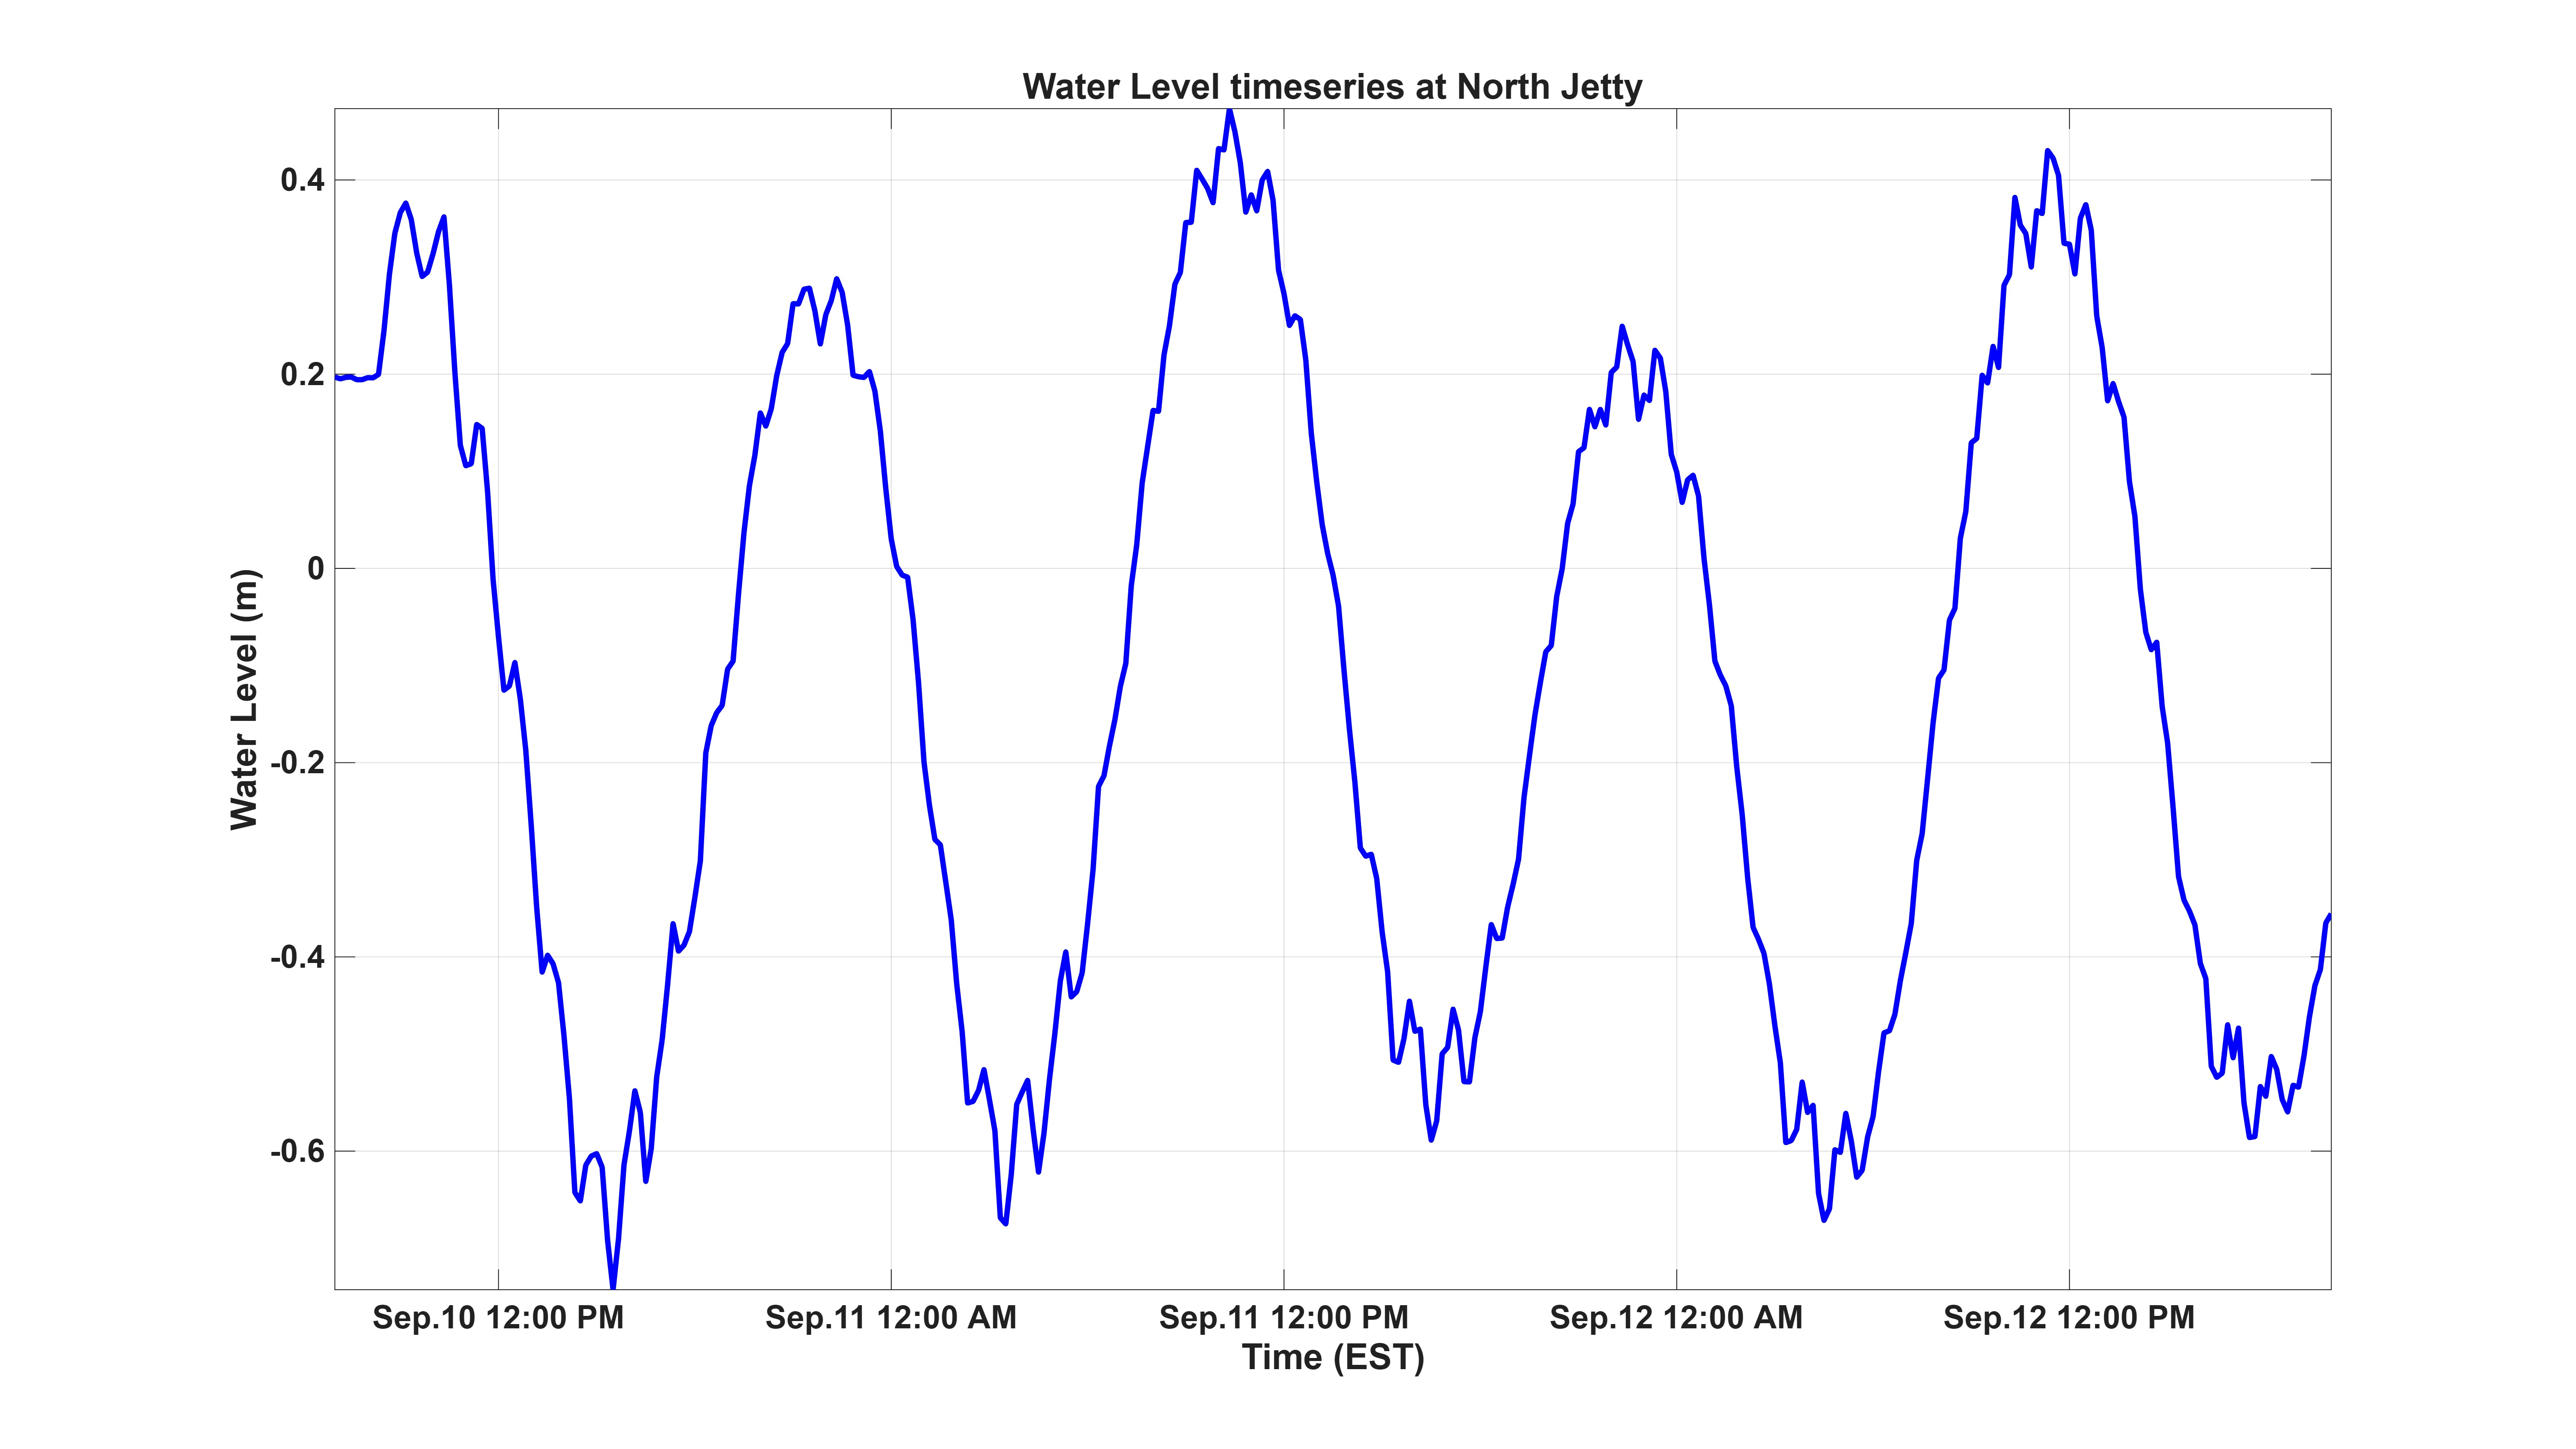 Water Level timeseries at North Jetty
Water Level (m)
0.4
0.2
0
-0.2
-0.4
-0.6
Sep.10 12:00 PM
Sep.11 12:00 AM
Sep.11 12:00 PM
Sep.12 12:00 AM
Sep.12 12:00 PM
Time (EST)